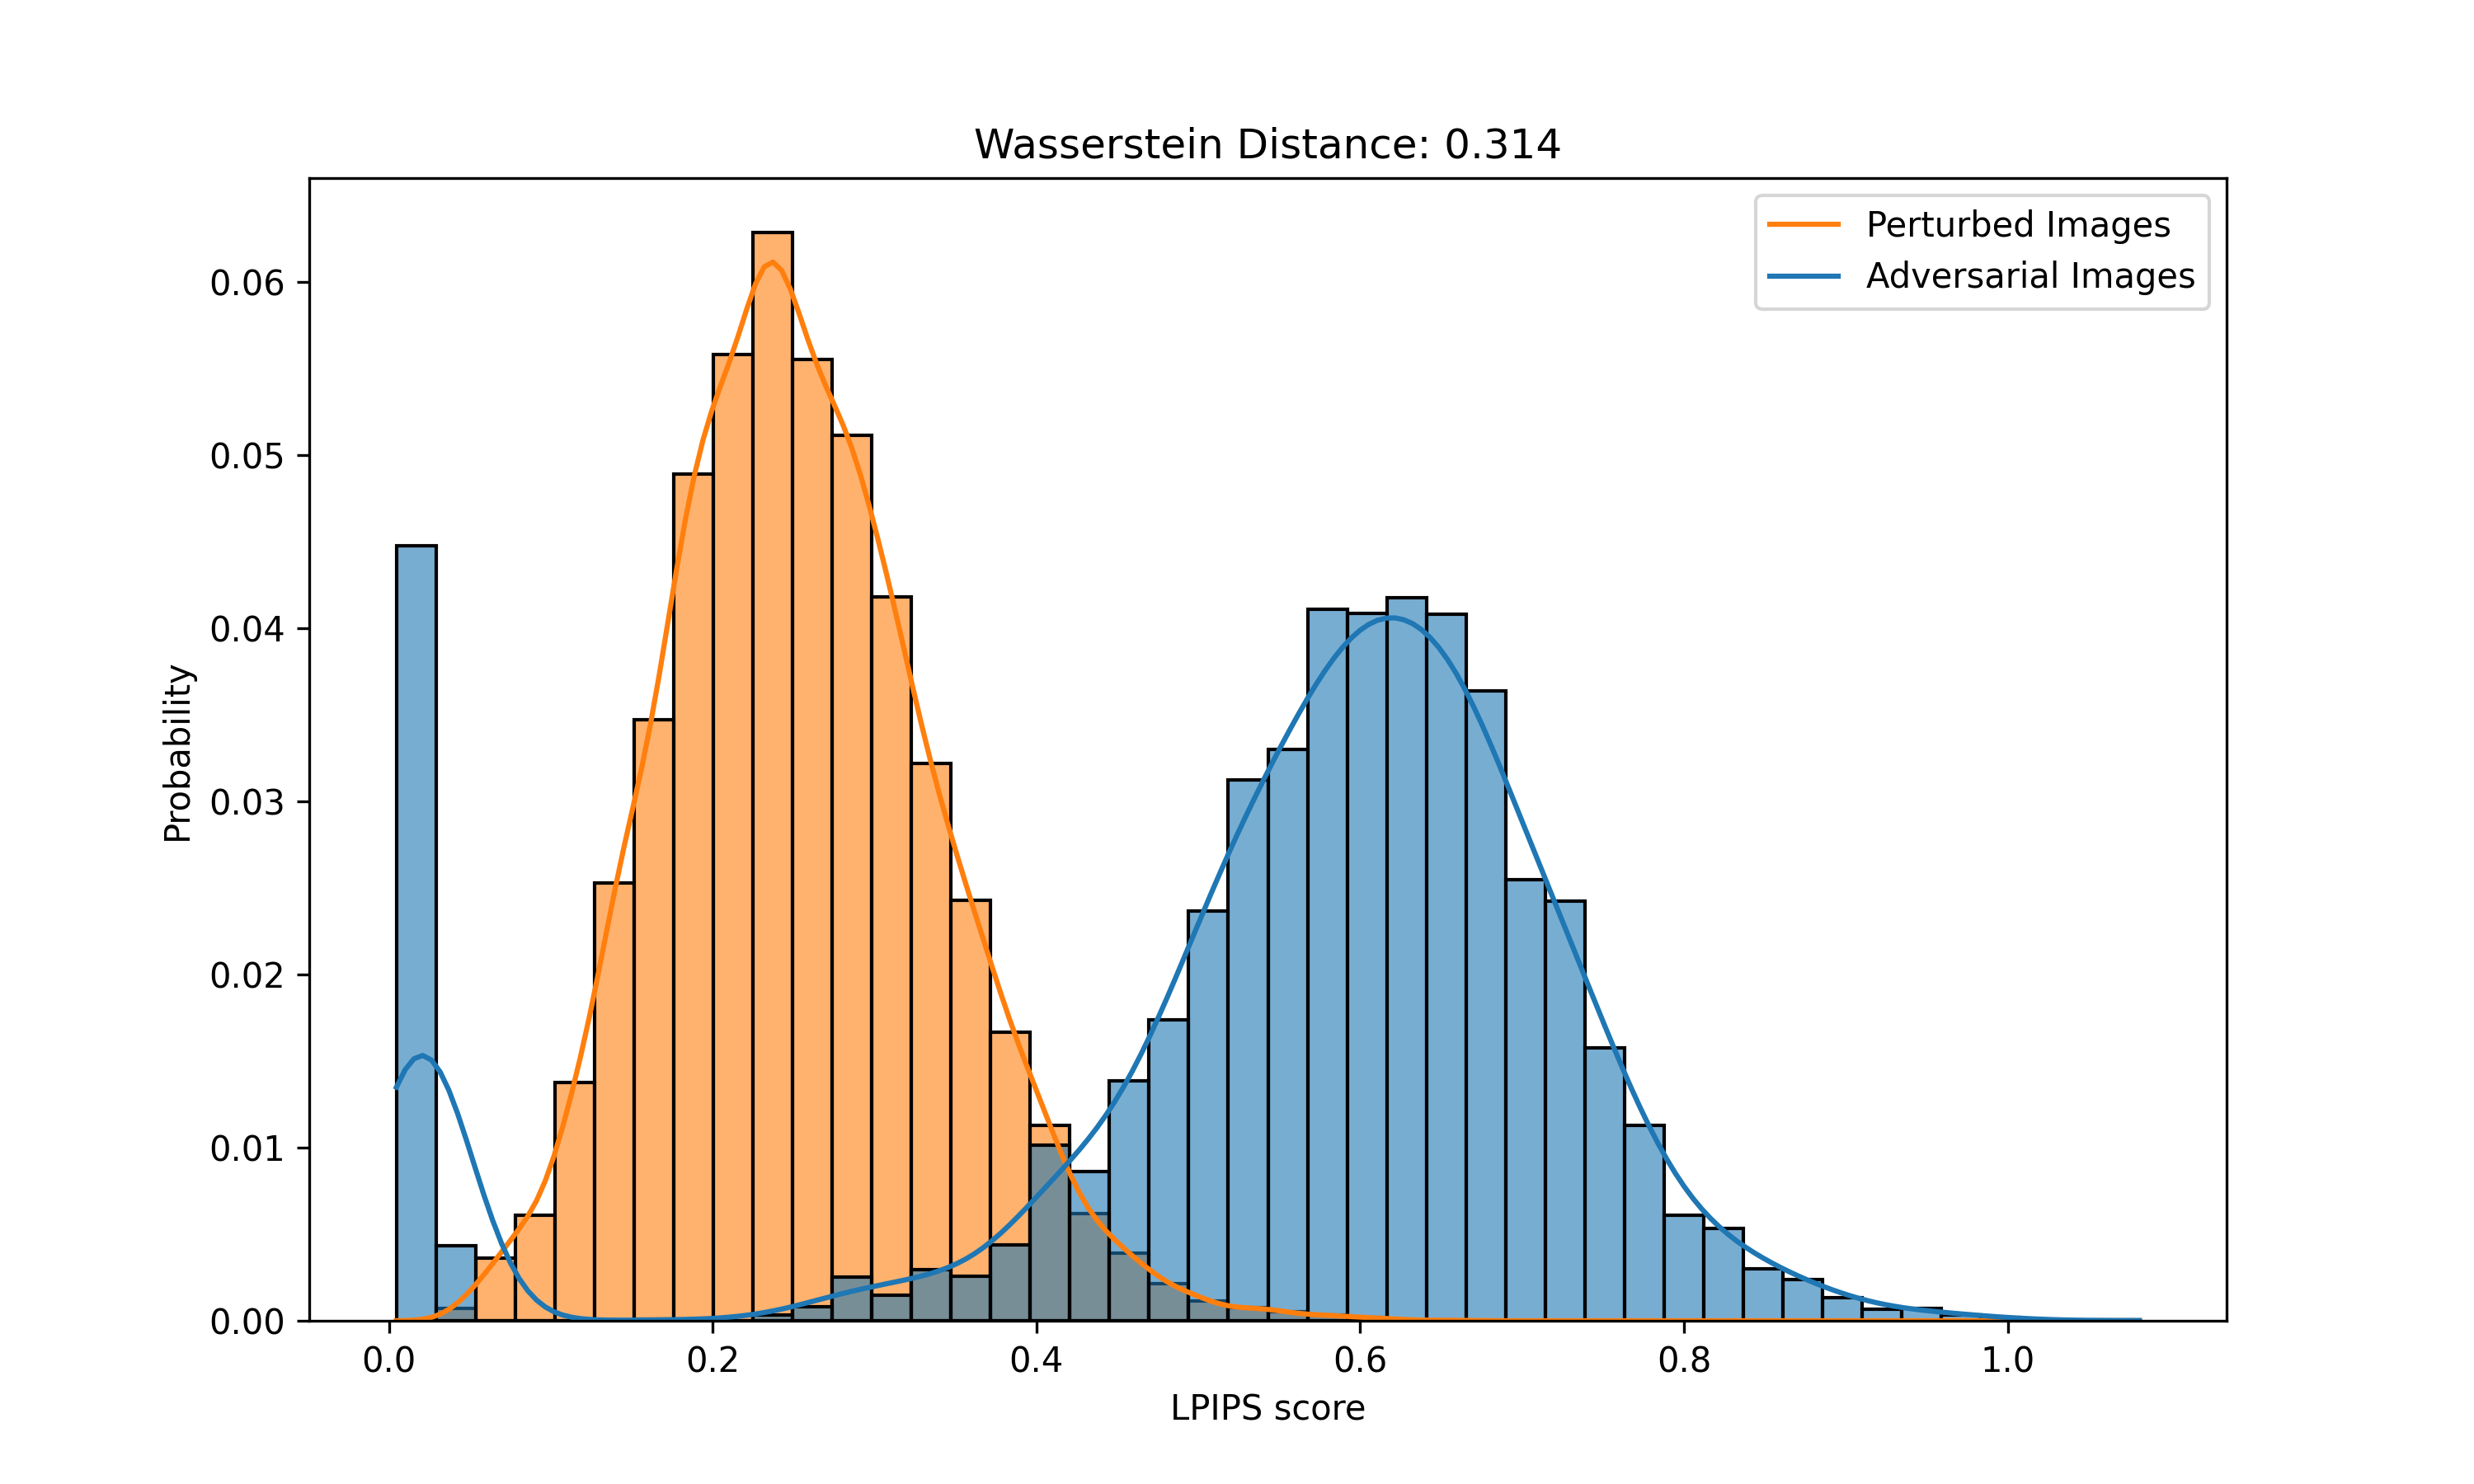 Wasserstein Distance: 0.314
Perturbed Images
Adversarial Images
0.06
0.05
0.04
0.03
0.02
0.01
0.00
Probability
0.0 0.2 0.4 0.6 0.8 1.0
LPIPS score